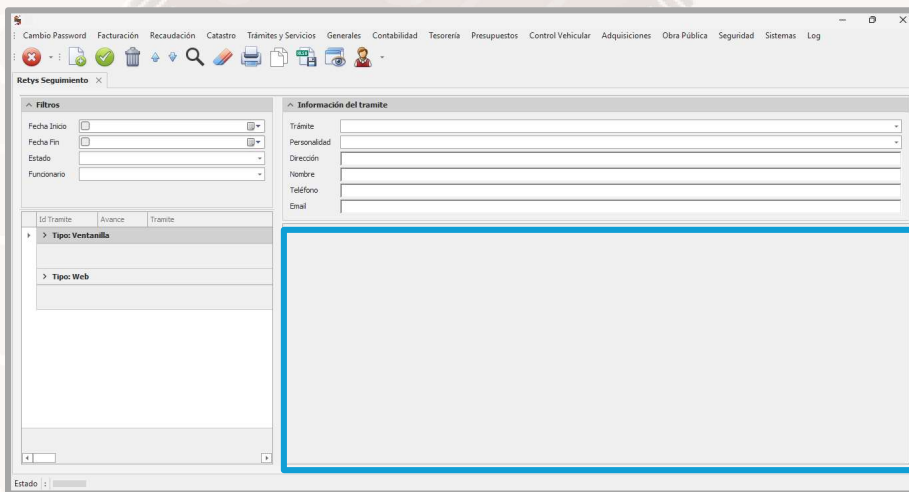 Cambio Password Facturación Recaudación Catastro Trámites y Servicios Generales Contabilidad Tesorería Presupuestos Control Vehicular Adquisiciones Obra Pública Seguridad Sistemas Log
Retys Seguimiento
Filtros
Fecha Inicio
Fecha Fin
Estado
Funcionario
Información del tramite
Trámite
Personalidad
Dirección
Nombre
Teléfono
Email
Id Tramite Avance Tramite
Tipo: Ventanilla
Tipo: Web
Estado :